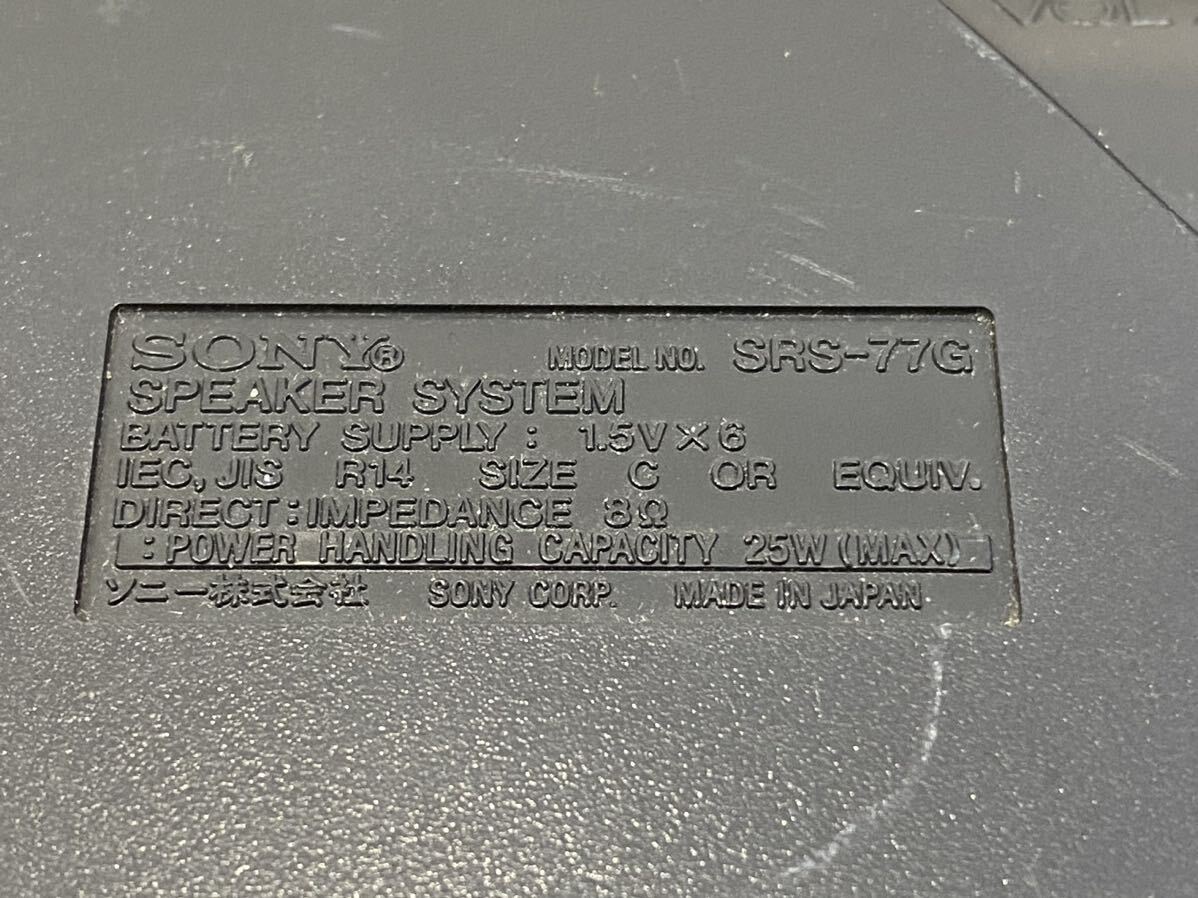 SONY® MODEL NO. SRS-77G
SPEAKER SYSTEM
BATTERY SUPPLY : 1.5V×6
IEC, JIS R14 SIZE C OR EQUIV.
DIRECT : IMPEDANCE 8Ω
: POWER HANDLING CAPACITY 25W (MAX)
ソニー株式会社 SONY CORP. MADE IN JAPAN